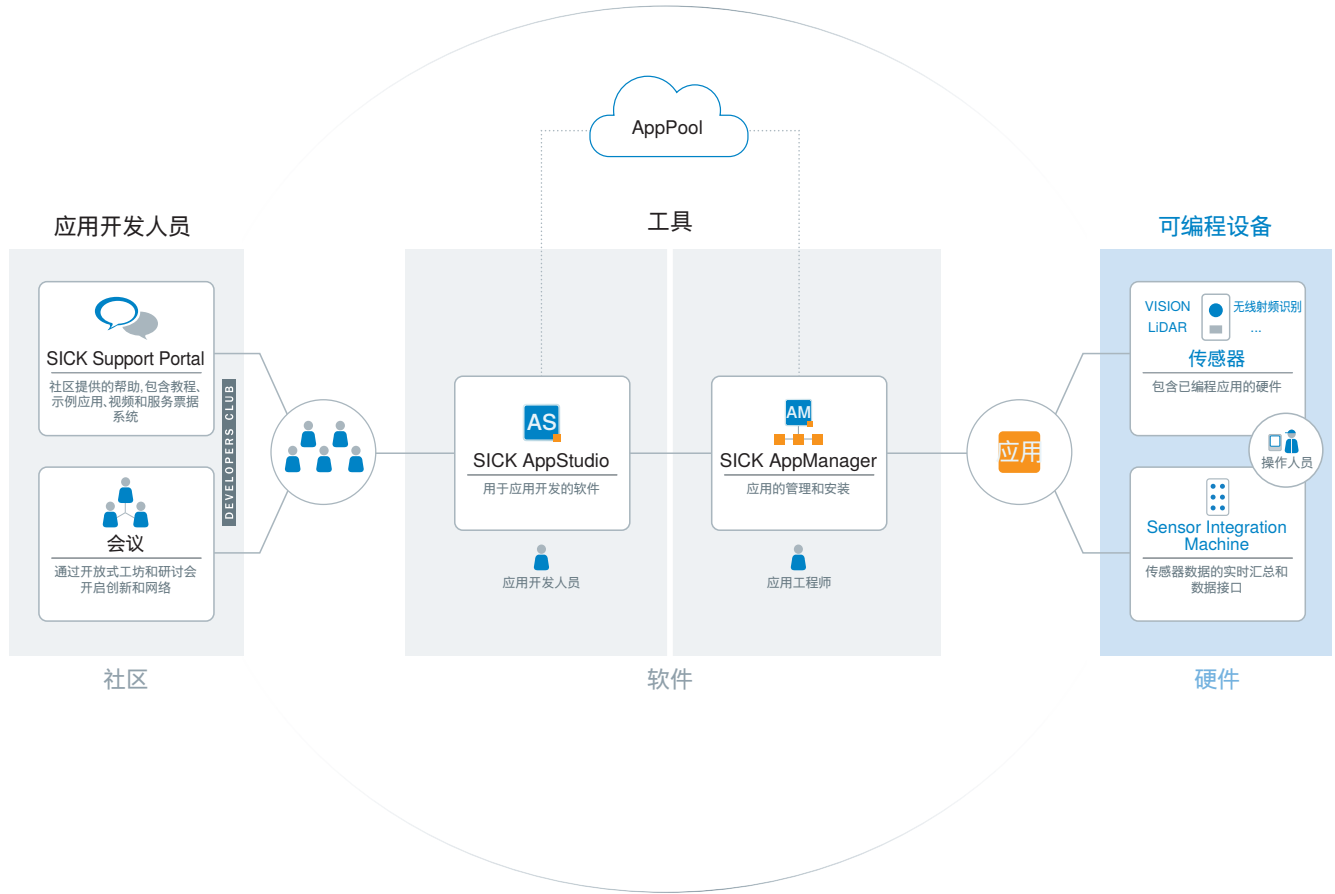 AppPool
应用开发人员
工具
可编程设备
SICK Support Portal
社区提供的帮助,包含教程、
示例应用、视频和服务票据
系统
DEVELOPERS CLUB
会议
通过开放式工坊和研讨会
开启创新和网络
社区
AS
SICK AppStudio
用于应用开发的软件
应用开发人员
AM
SICK AppManager
应用的管理和安装
应用工程师
软件
应用
VISION
LiDAR
无线射频识别
...
传感器
包含已编程应用的硬件
操作人员
Sensor Integration
Machine
传感器数据的实时汇总和
数据接口
硬件